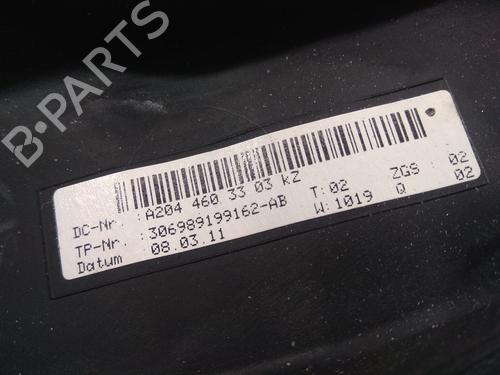 B-PARTS
DC-Nr. :A204 460 33 03 kZ T:02 ZGS : 02
TP-Nr. :306989199162-AB W:1019 Q 02
Datum :08.03.11